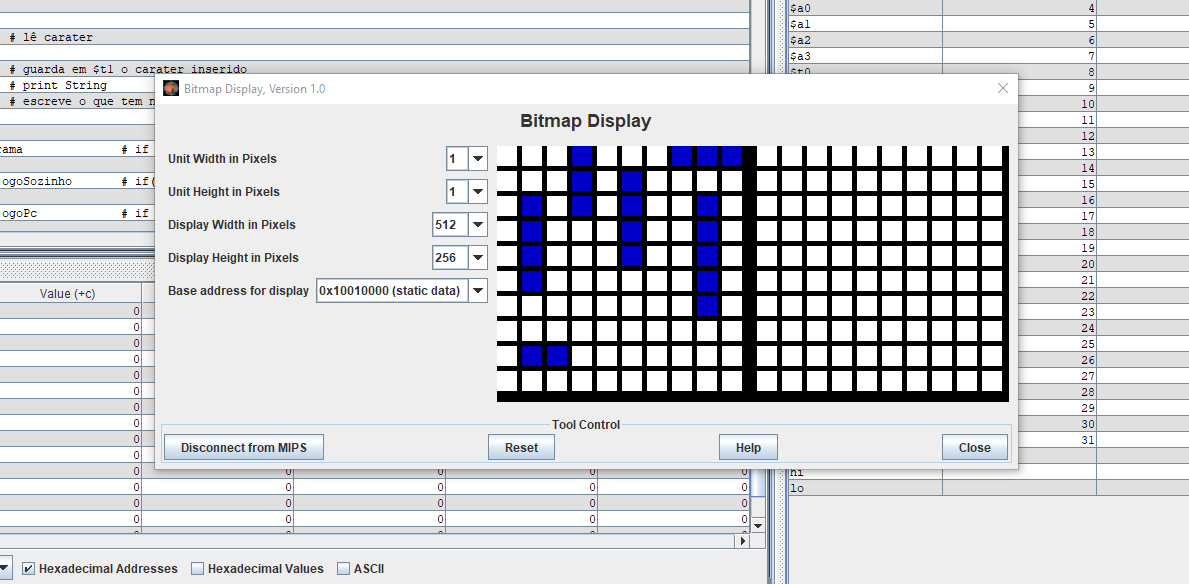 # lê carater
# guarda em $t1 o carater inserido
# print String
# escreve o que tem n
rama # if
ogoSozinho # if(
ogoPc # if
Value (+c)
0
0
0
0
0
0
0
0
0
0
0 0 0 0 0
0 0 0 0 0
0 0 0 0 0
0 0 0 0 0
Hexadecimal Addresses
Hexadecimal Values
ASCII
Bitmap Display, Version 1.0
Bitmap Display
Unit Width in Pixels 1
Unit Height in Pixels 1
Display Width in Pixels 512
Display Height in Pixels 256
Base address for display 0x10010000 (static data)
Tool Control
Disconnect from MIPS
Reset
Help
Close
$a0 4
$a1 5
$a2 6
$a3 7
$t0 8
9
10
11
12
13
14
15
16
17
18
19
20
21
22
23
24
25
26
27
28
29
30
31
hi
lo